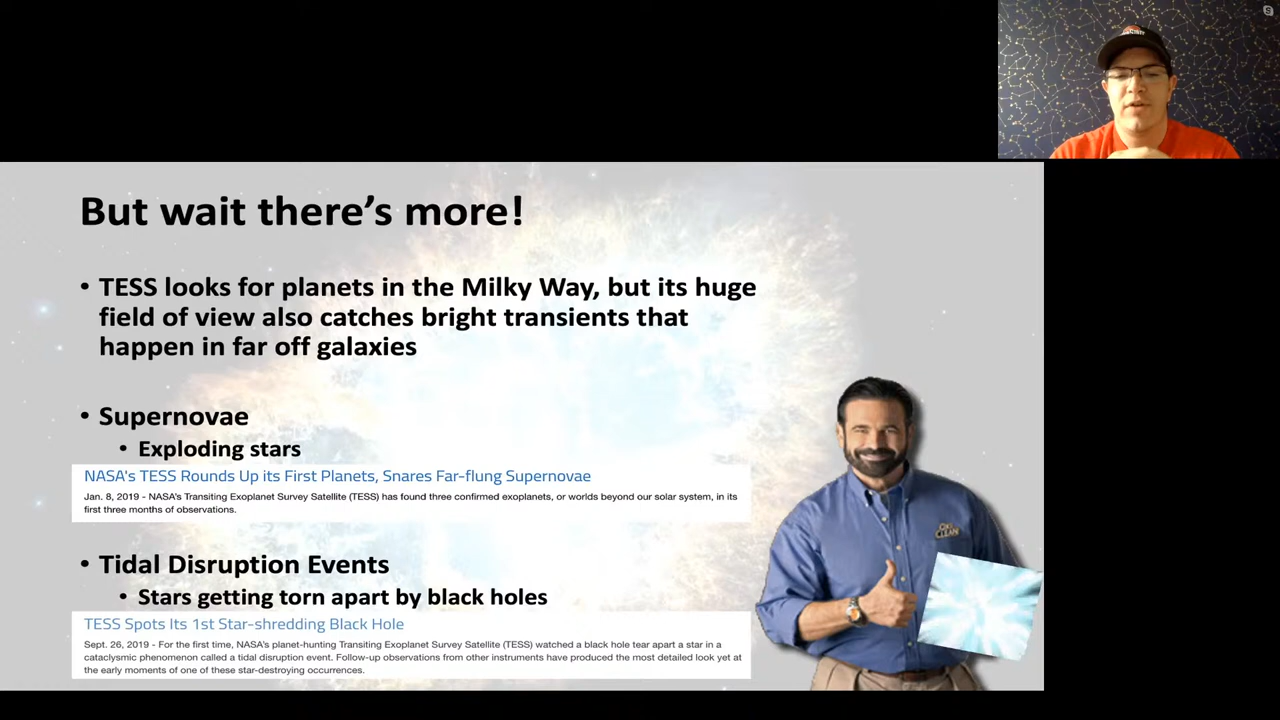 But wait there's more!
• TESS looks for planets in the Milky Way, but its huge
field of view also catches bright transients that
happen in far off galaxies
• Supernovae
• Exploding stars
NASA's TESS Rounds Up its First Planets, Snares Far-flung Supernovae
Jan. 8, 2019 - NASA's Transiting Exoplanet Survey Satellite (TESS) has found three confirmed exoplanets, or worlds beyond our solar system, in its
first three months of observations.
• Tidal Disruption Events
• Stars getting torn apart by black holes
TESS Spots Its 1st Star-shredding Black Hole
Sept. 26, 2019 - For the first time, NASA's planet-hunting Transiting Exoplanet Survey Satellite (TESS) watched a black hole tear apart a star in a
cataclysmic phenomenon called a tidal disruption event. Follow-up observations from other instruments have produced the most detailed look yet at
the early moments of one of these star-destroying occurrences.
OXI
CLEAN